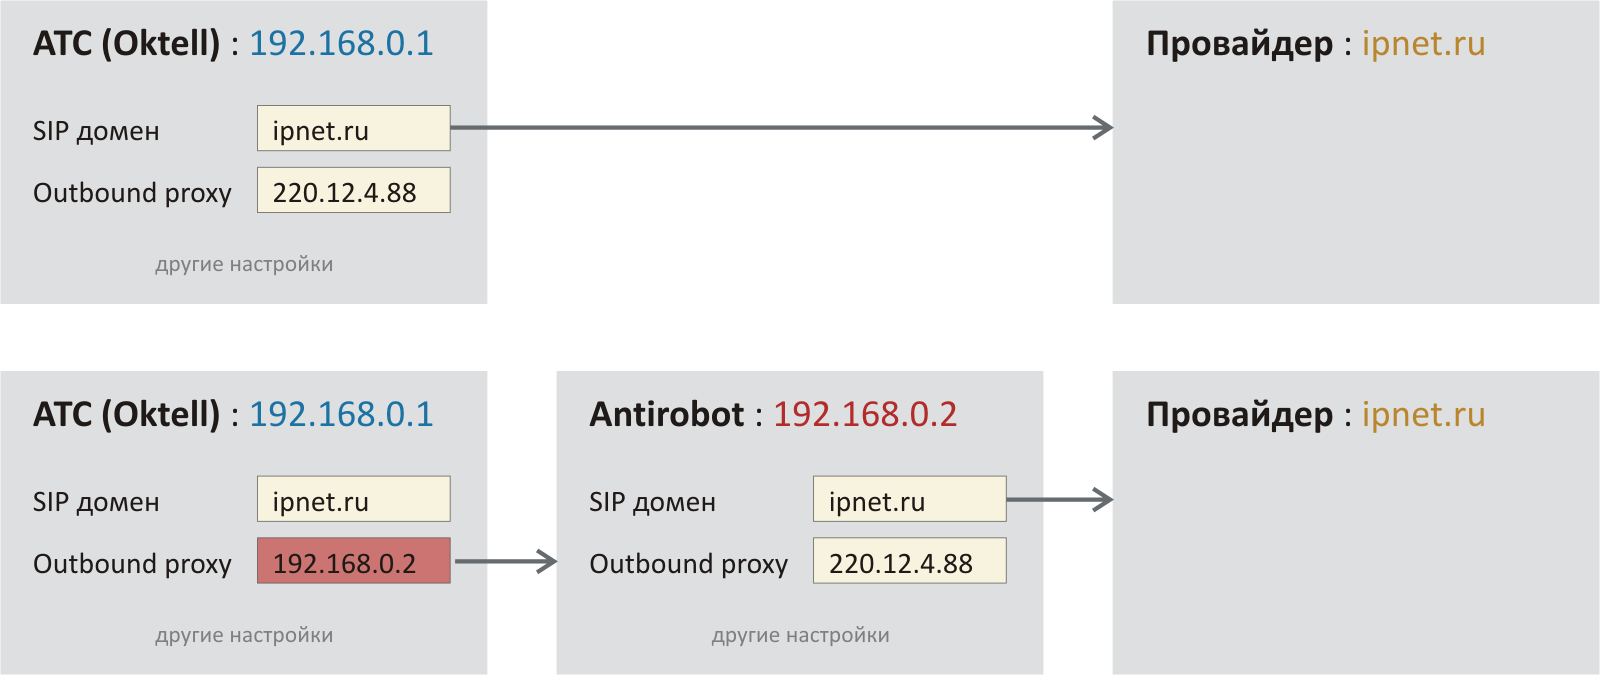 АТС (Oktell) : 192.168.0.1
SIP домен
ipnet.ru
Outbound proxy
220.12.4.88
другие настройки
Провайдер : ipnet.ru
АТС (Oktell) : 192.168.0.1
SIP домен
ipnet.ru
Outbound proxy
192.168.0.2
другие настройки
Antirobot : 192.168.0.2
SIP домен
ipnet.ru
Outbound proxy
220.12.4.88
другие настройки
Провайдер : ipnet.ru